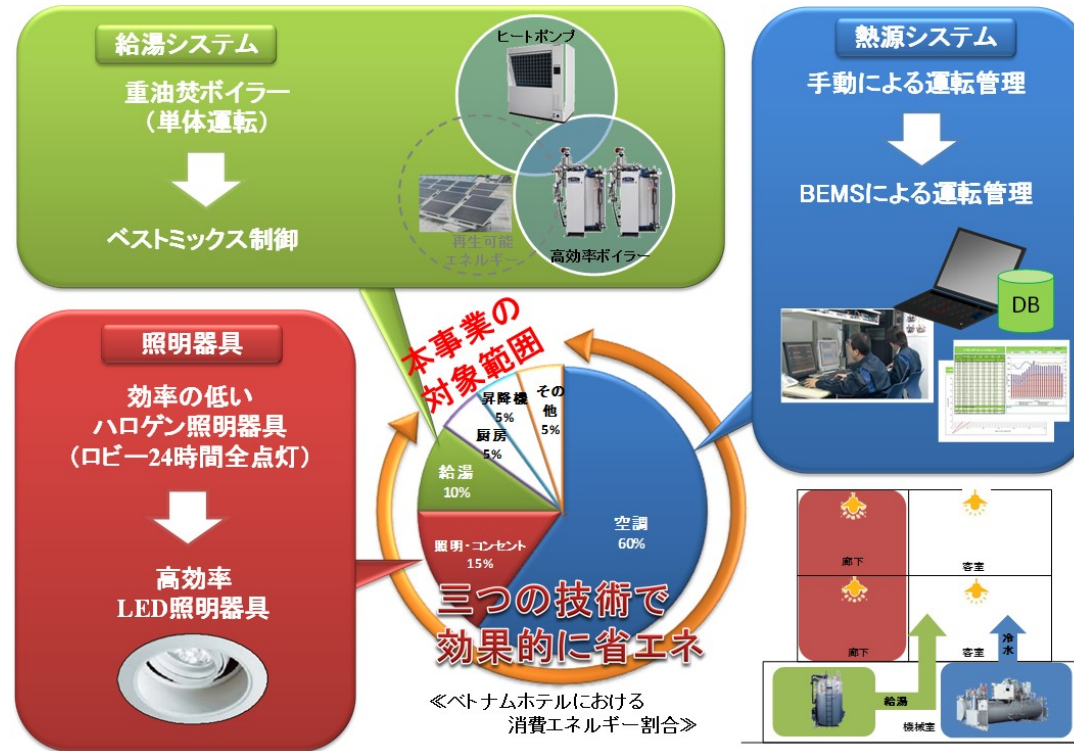 給湯システム
重油焚ボイラー
（単体運転）
ベストミックス制御
ヒートポンプ
再生可能
エネルギー
高効率ボイラー
熱源システム
手動による運転管理
BEMSによる運転管理
DB
照明器具
効率の低い
ハロゲン照明器具
（ロビー24時間全点灯）
高効率
LED照明器具
本事業の
対象範囲
その
他
5%
昇降機
5%
厨房
5%
給湯
10%
照明・コンセント
15%
空調
60%
三つの技術で
効果的に省エネ
≪ベトナムホテルにおける
消費エネルギー割合≫
廊下
客室
廊下
客室
冷水
給湯
機械室